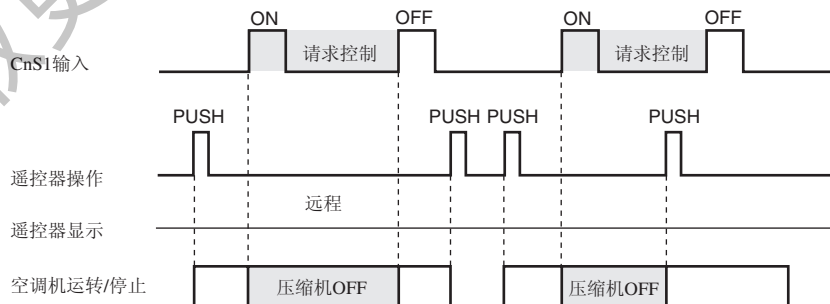 ON OFF ON OFF
CnS1输入 请求控制 请求控制
PUSH PUSH PUSH PUSH
遥控器操作
远程
遥控器显示
空调机运转/停止 压缩机OFF 压缩机OFF